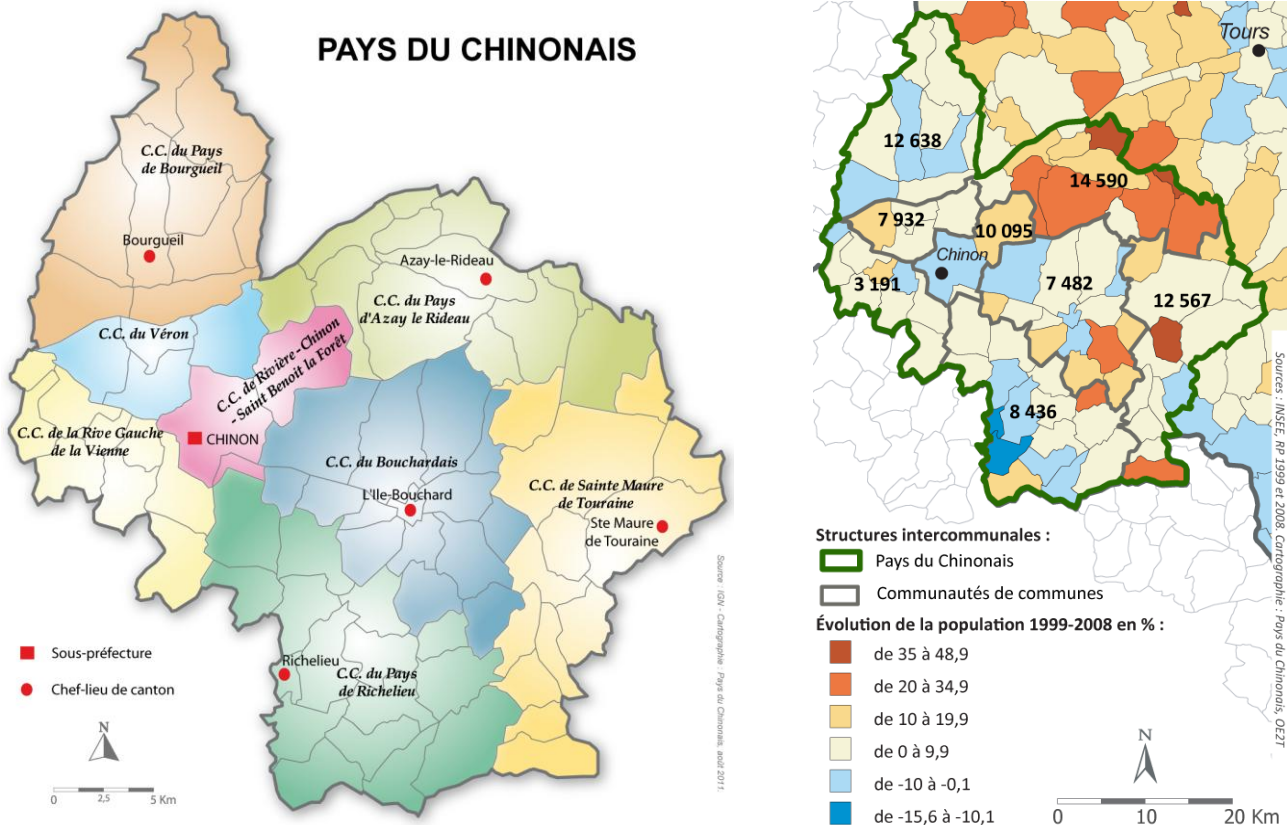 PAYS DU CHINONAIS
C.C. du Pays
de Bourgueil
Bourgueil
Azay-le-Rideau
C.C. du Pays
d'Azay le Rideau
C.C. du Véron
C.C. de Rivière-Chinon
-Saint Benoit la Forêt
C.C. de la Rive Gauche
de la Vienne
CHINON
C.C. du Bouchardais
L'Ile-Bouchard
C.C. de Sainte Maure
de Touraine
Ste Maure
de Touraine
Richelieu
C.C. du Pays
de Richelieu
Sous-préfecture
Chef-lieu de canton
N
0 2,5 5 Km
Source : IGN - Cartographie : Pays du Chinonais, août 2011.
Tours
12 638
14 590
7 932
10 095
Chinon
3 191
7 482
12 567
8 436
Structures intercommunales :
Pays du Chinonais
Communautés de communes
Évolution de la population 1999-2008 en % :
de 35 à 48,9
de 20 à 34,9
de 10 à 19,9
de 0 à 9,9
de -10 à -0,1
de -15,6 à -10,1
N
0 10 20 Km
Sources : INSEE, RP 1999 et 2008. Cartographie : Pays du Chinonais, OE2T